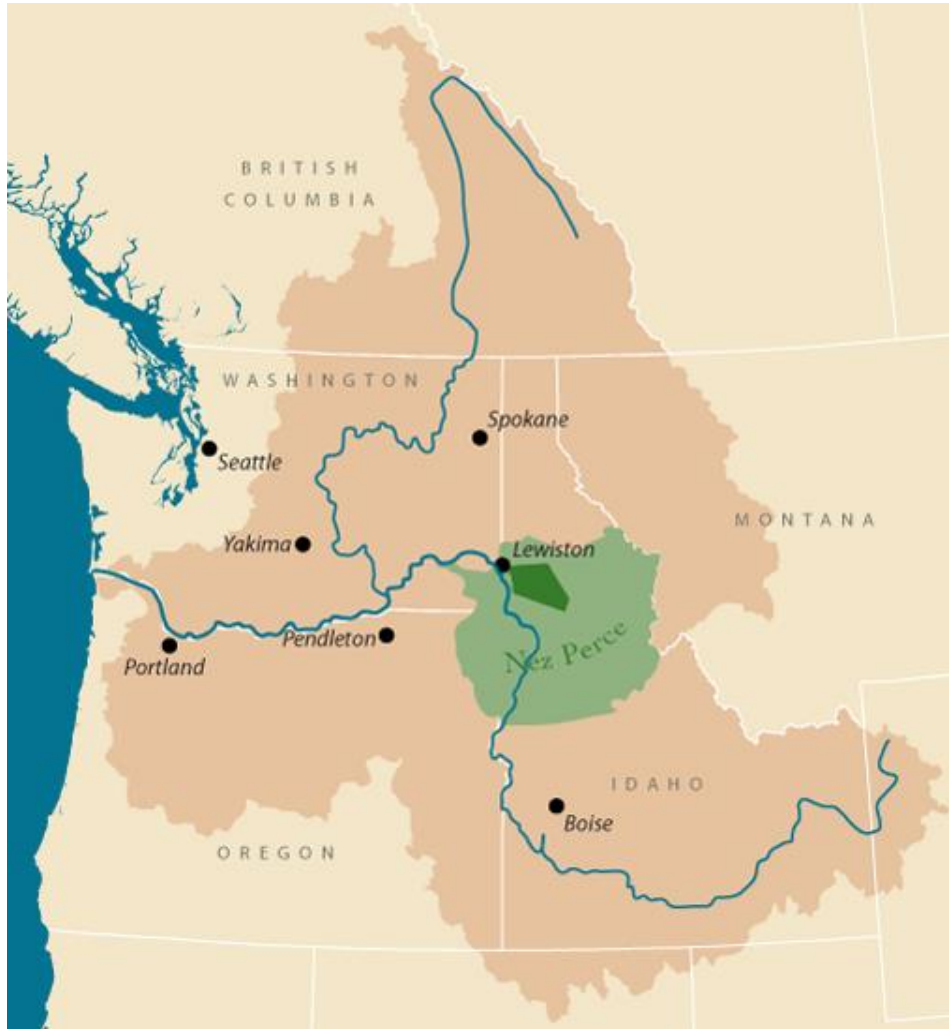 BRITISH
COLUMBIA
WASHINGTON
Spokane
Seattle
MONTANA
Yakima
Lewiston
Pendleton
Nez Perce
Portland
IDAHO
Boise
OREGON